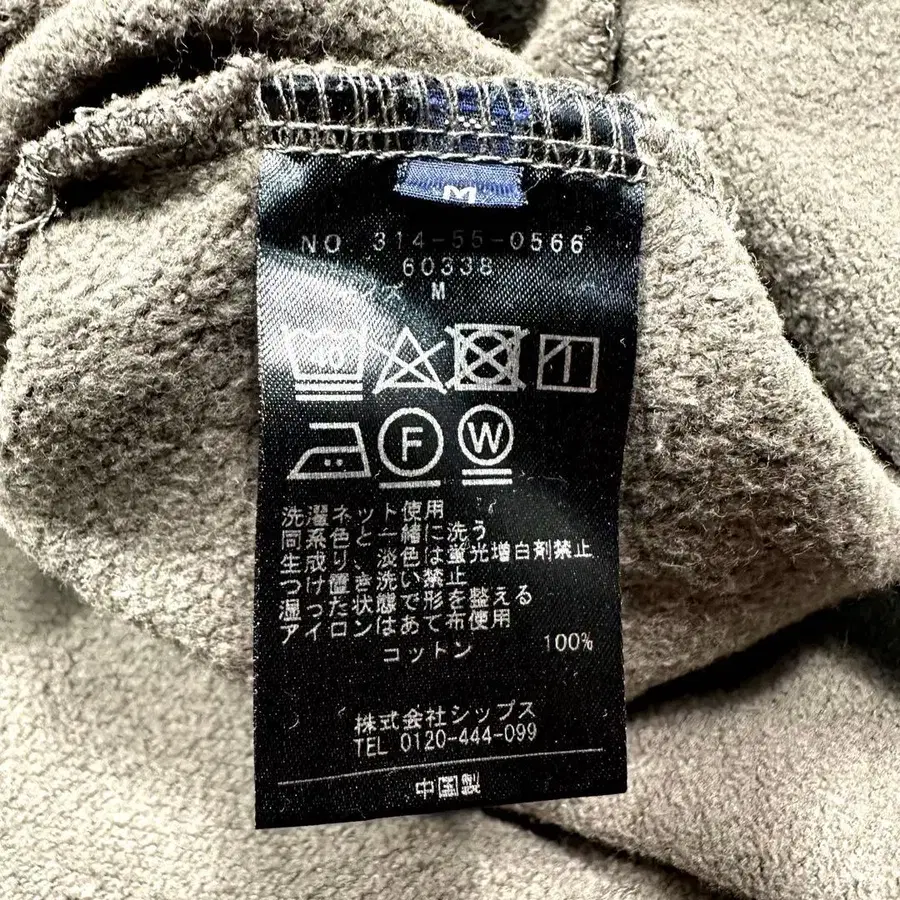 M
NO. 314-55-0566
60338
M
40
F W
洗濯ネット使用
同系色と一緒に洗う
生成り、淡色は蛍光増白剤禁止
つけ置き洗い禁止
湿った状態で形を整える
アイロンはあて布使用
コットン 100%
株式会社シップス
TEL 0120-444-099
中国製